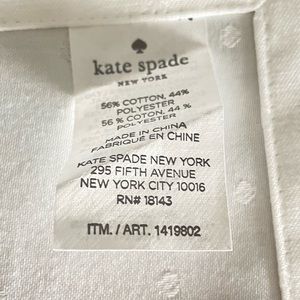 kate spade
NEW YORK
56% COTTON, 44%
POLYESTER
56 % COTON, 44 %
POLYESTER
MADE IN CHINA
FABRIQUÉ EN CHINE
KATE SPADE NEW YORK
295 FIFTH AVENUE
NEW YORK CITY 10016
RN# 18143
ITM. / ART. 1419802